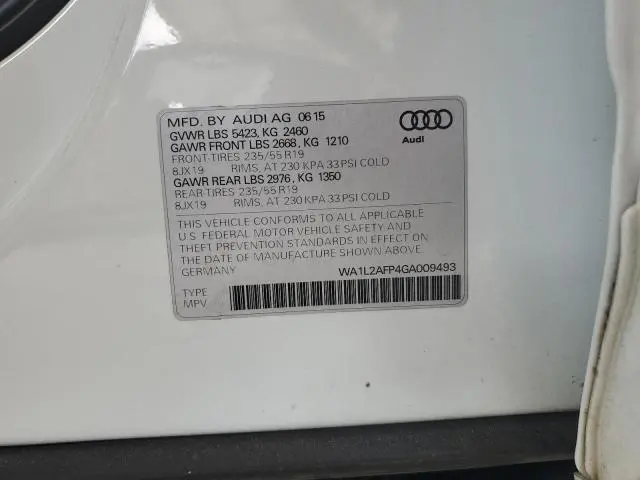 MFD. BY AUDI AG 06 15
GVWR LBS 5423, KG 2460
GAWR FRONT LBS 2668, KG 1210
FRONT-TIRES 235/55 R19
8JX19 RIMS, AT 230 KPA 33 PSI COLD
GAWR REAR LBS 2976, KG 1350
REAR-TIRES 235/55 R19
8JX19 RIMS, AT 230 KPA 33 PSI COLD
Audi
THIS VEHICLE CONFORMS TO ALL APPLICABLE
U.S. FEDERAL MOTOR VEHICLE SAFETY AND
THEFT PREVENTION STANDARDS IN EFFECT ON
THE DATE OF MANUFACTURE SHOWN ABOVE.
GERMANY WA1L2AFP4GA009493
TYPE
MPV